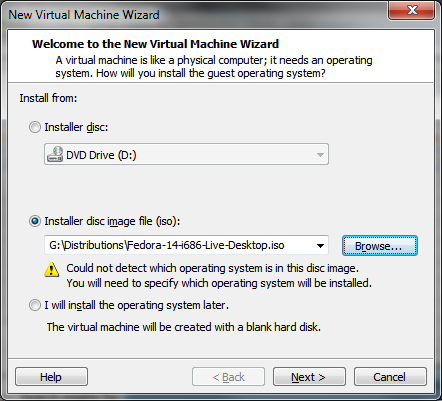 New Virtual Machine Wizard
Welcome to the New Virtual Machine Wizard
A virtual machine is like a physical computer; it needs an operating
system. How will you install the guest operating system?
Install from:
Installer disc:
DVD Drive (D:)
Installer disc image file (iso):
G:\Distributions\Fedora-14-i686-Live-Desktop.iso
Browse...
Could not detect which operating system is in this disc image.
You will need to specify which operating system will be installed.
I will install the operating system later.
The virtual machine will be created with a blank hard disk.
Help
< Back
Next >
Cancel